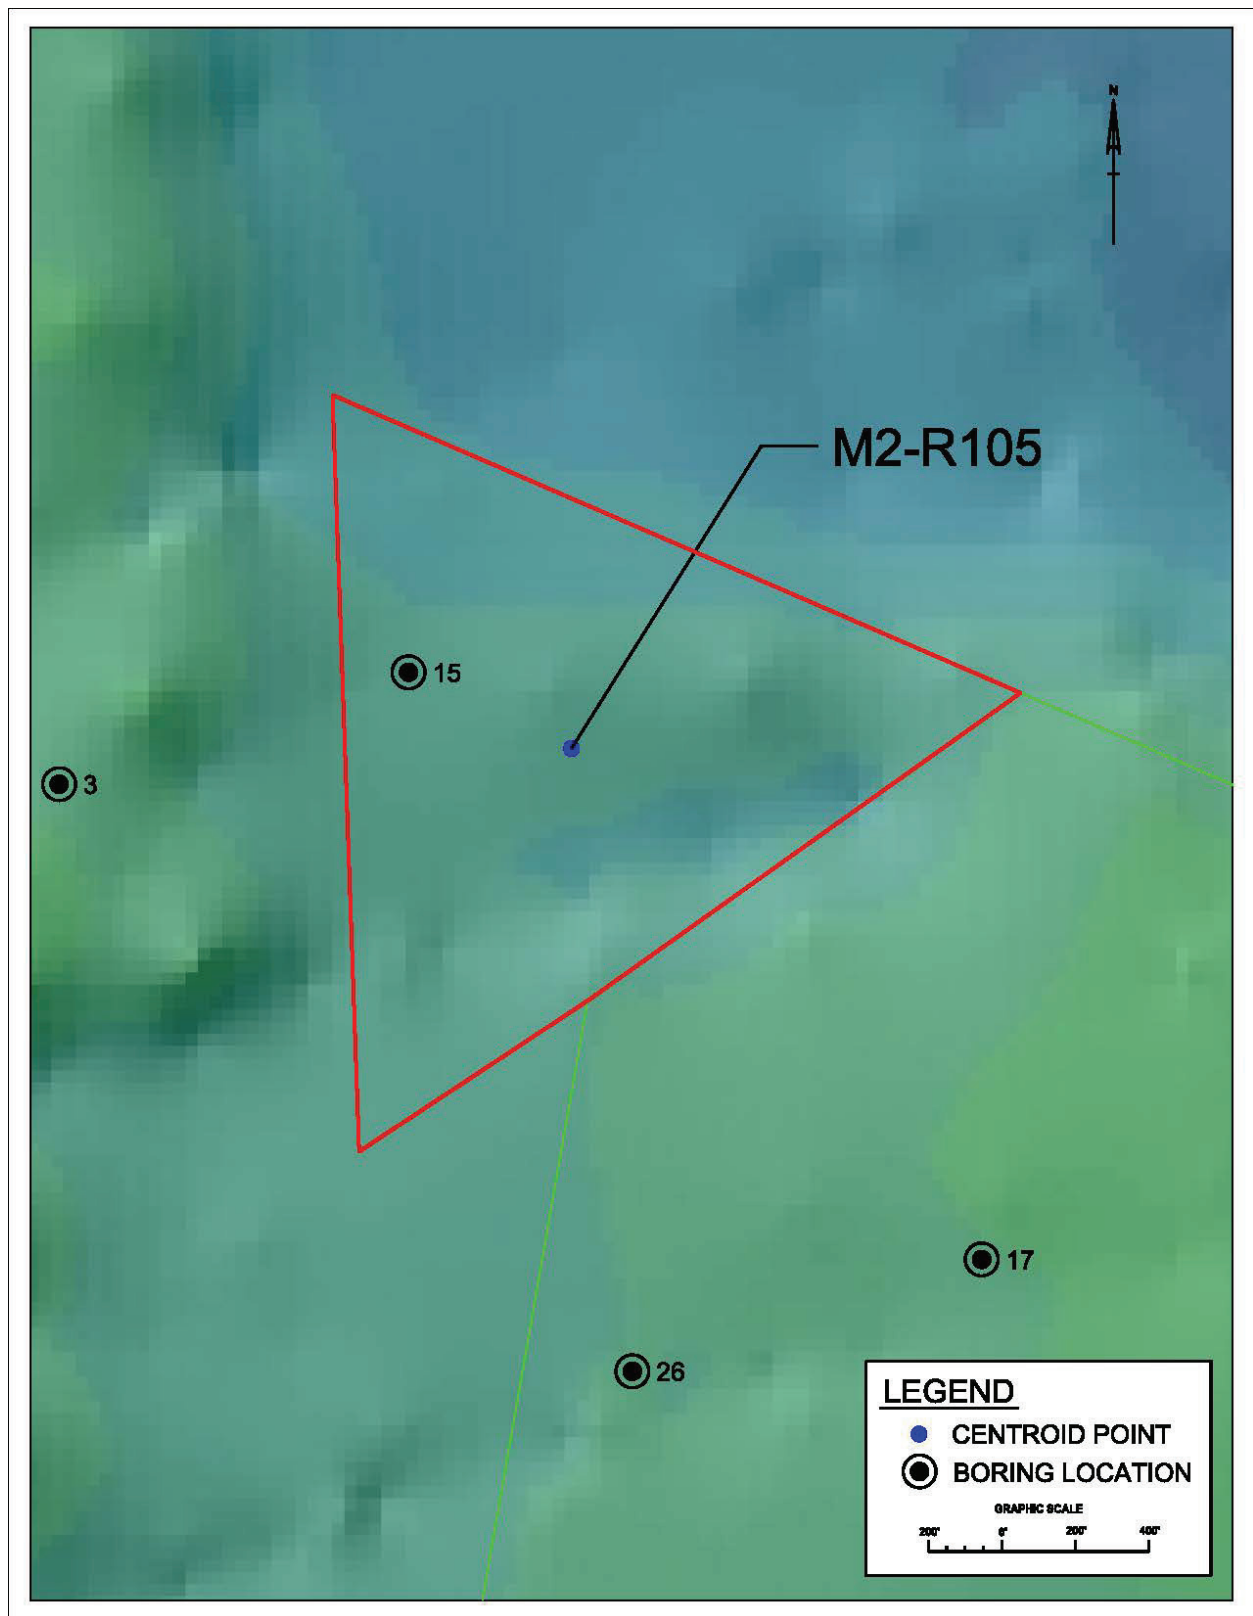 N
M2-R105
15
3
17
26
LEGEND
CENTROID POINT
BORING LOCATION
GRAPHIC SCALE
200' 0' 200' 400'